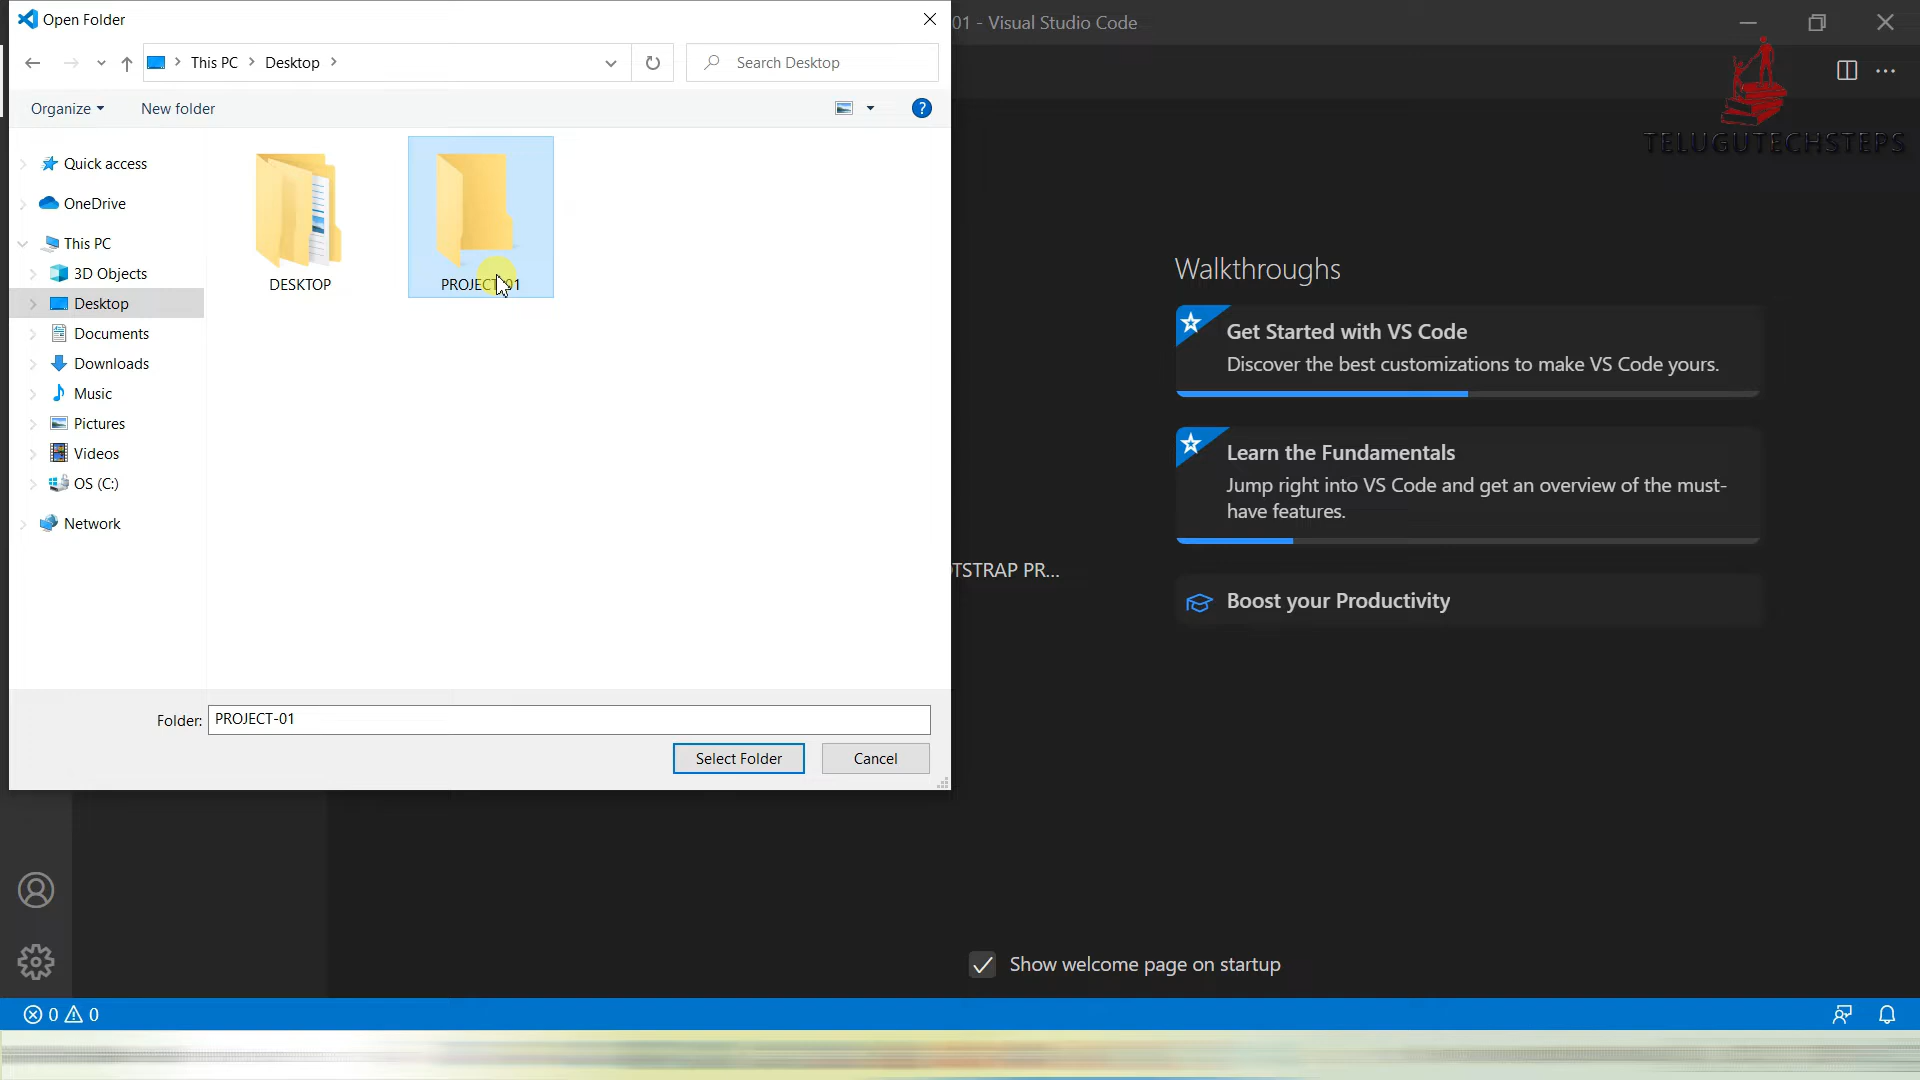 Open Folder
01 - Visual Studio Code
This PC
Desktop
Search Desktop
TELUGUTECHSTEPS
Organize
New folder
?
Quick access
OneDrive
This PC
3D Objects
Desktop
Documents
Downloads
Music
Pictures
Videos
OS (C:)
Network
DESKTOP
PROJECT-01
Walkthroughs
Get Started with VS Code
Discover the best customizations to make VS Code yours.
Learn the Fundamentals
Jump right into VS Code and get an overview of the must-
have features.
TSTRAP PR...
Boost your Productivity
Folder: PROJECT-01
Select Folder
Cancel
Show welcome page on startup
0
0